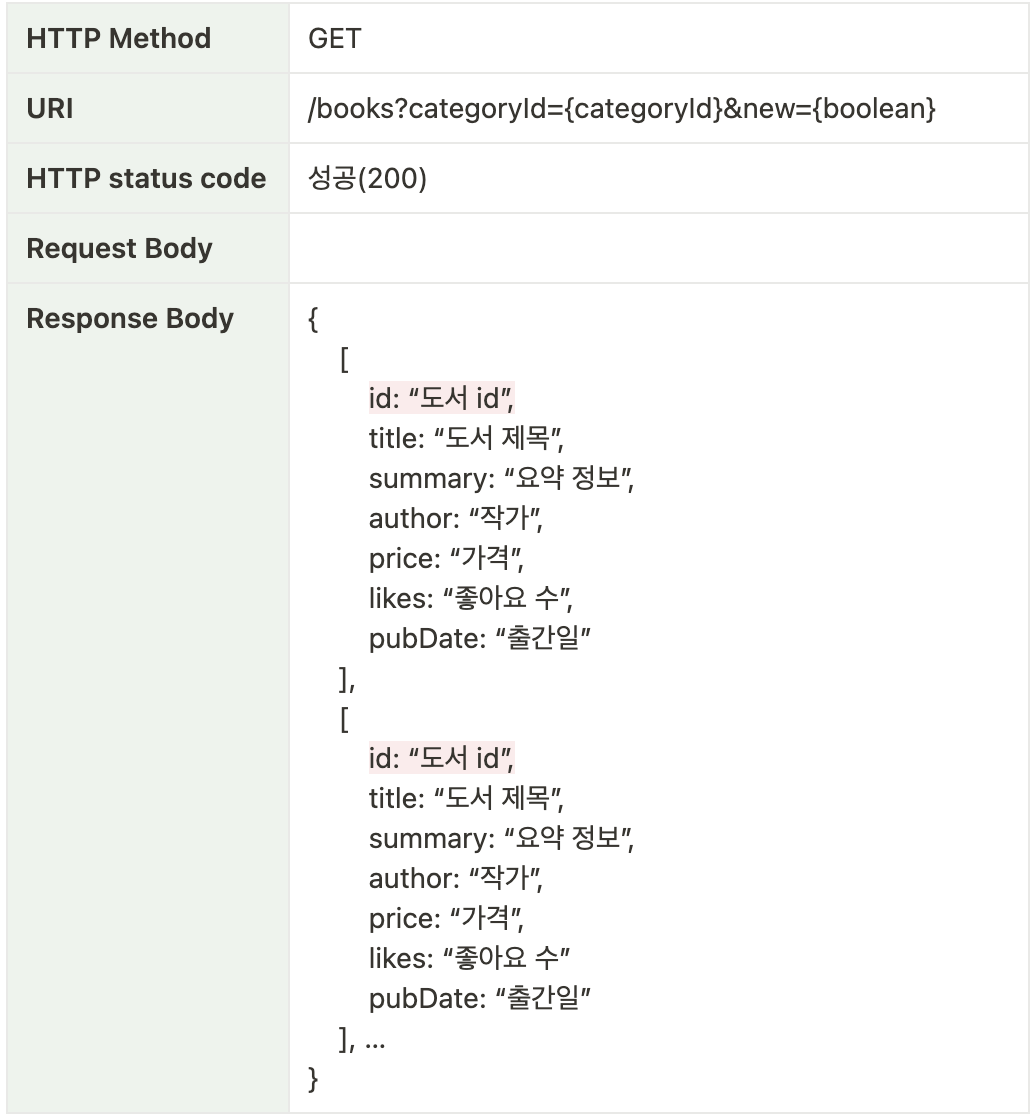 HTTP Method GET
URI /books?categoryId={categoryId}&new={boolean}
HTTP status code 성공(200)
Request Body
Response Body {
[
id: “도서 id”,
title: “도서 제목”,
summary: “요약 정보”,
author: “작가”,
price: “가격”,
likes: “좋아요 수”,
pubDate: “출간일”
],
[
id: “도서 id”,
title: “도서 제목”,
summary: “요약 정보”,
author: “작가”,
price: “가격”,
likes: “좋아요 수”
pubDate: “출간일”
], ...
}